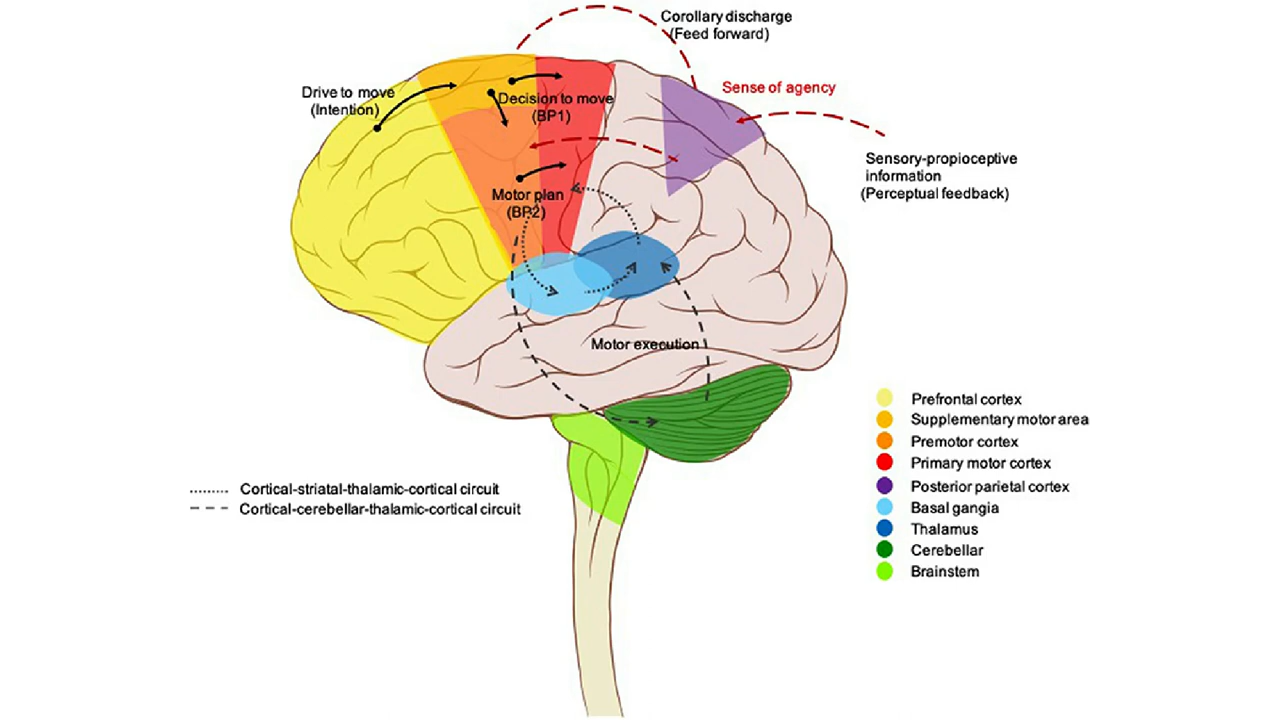 Corollary discharge
(Feed forward)
Drive to move
(Intention)
Decision to move
(BP1)
Sense of agency
Sensory-propioceptive
information
(Perceptual feedback)
Motor plan
(BP2)
Motor execution
Prefrontal cortex
Supplementary motor area
Premotor cortex
Primary motor cortex
Posterior parietal cortex
Basal gangia
Thalamus
Cerebellar
Brainstem
Cortical-striatal-thalamic-cortical circuit
Cortical-cerebellar-thalamic-cortical circuit